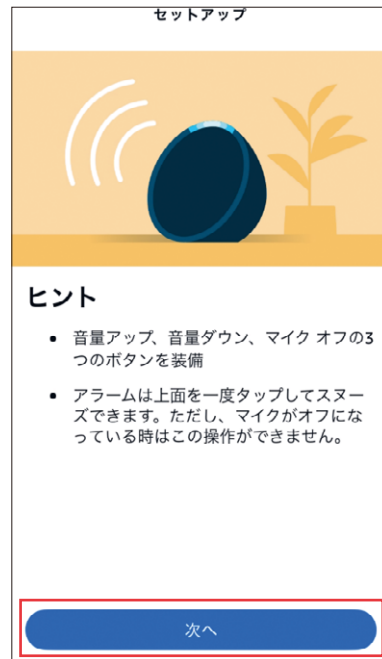 セットアップ
ヒント
• 音量アップ、音量ダウン、マイク オフの3
つのボタンを装備
• アラームは上面を一度タップしてスヌー
ズできます。ただし、マイクがオフにな
っている時はこの操作ができません。
次へ